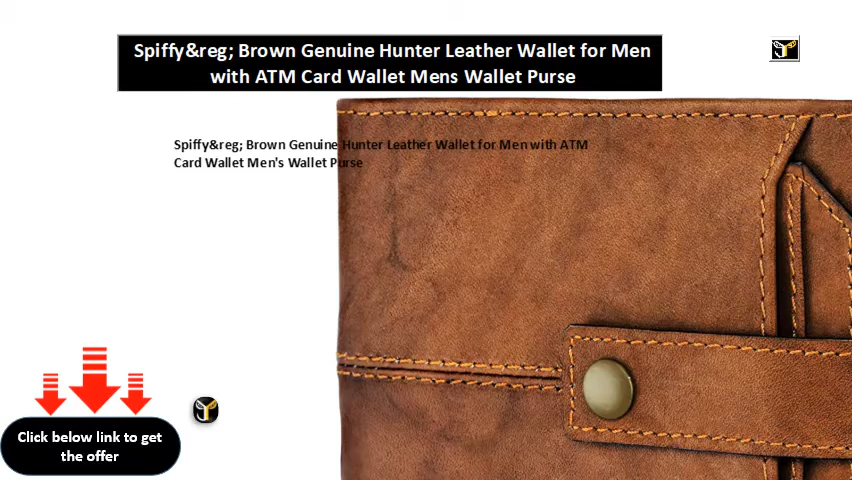 Spiffy&reg; Brown Genuine Hunter Leather Wallet for Men
with ATM Card Wallet Mens Wallet Purse
Spiffy&reg; Brown Genuine Hunter Leather Wallet for Men with ATM
Card Wallet Men's Wallet Purse
Click below link to get
the offer